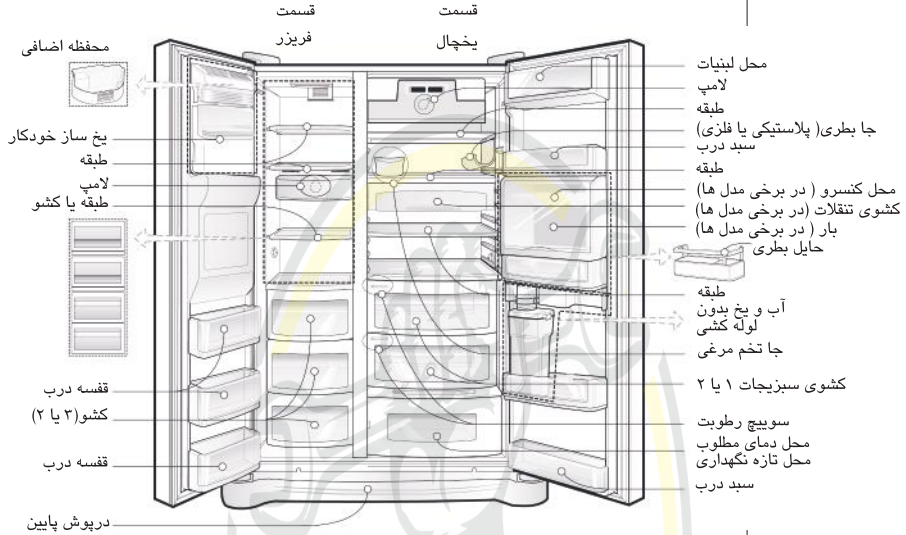 قسمت
فریزر
قسمت
یخچال
محفظه اضافی
یخ ساز خودکار
طبقه
لامپ
طبقه یا کشو
قفسه درب
کشو(۳ یا ۲)
قفسه درب
درپوش پایین
محل لبنیات
لامپ
طبقه
جا بطری( پلاستیکی یا فلزی)
سبد درب
طبقه
محل کنسرو ( در برخی مدل ها)
کشوی تنقلات (در برخی مدل ها)
بار ( در برخی مدل ها)
حایل بطری
طبقه
آب و یخ بدون
لوله کشی
جا تخم مرغی
کشوی سبزیجات ۱ یا ۲
سوییچ رطوبت
محل دمای مطلوب
محل تازه نگهداری
سبد درب